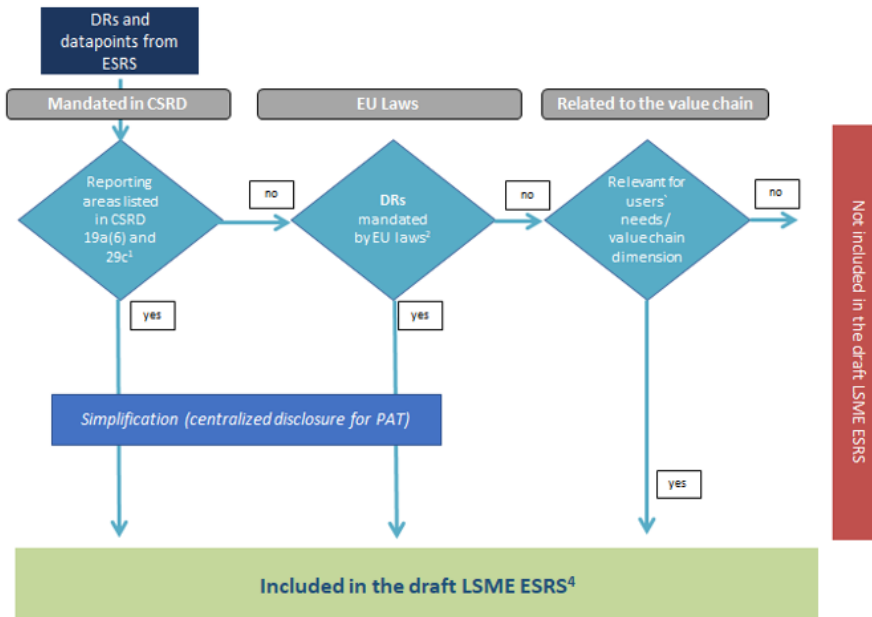 DRs and
datapoints from
ESRS
Mandated in CSRD
EU Laws
Related to the value chain
Reporting
areas listed
in CSRD
19a(6) and
29c¹
no
DRs
mandated
by EU laws²
no
Relevant for
users`
needs/
value chain
dimension
no
yes
yes
Simplification (centralized disclosure for PAT)
yes
Not included in the draft LSME ESRS
Included in the draft LSME ESRS⁴